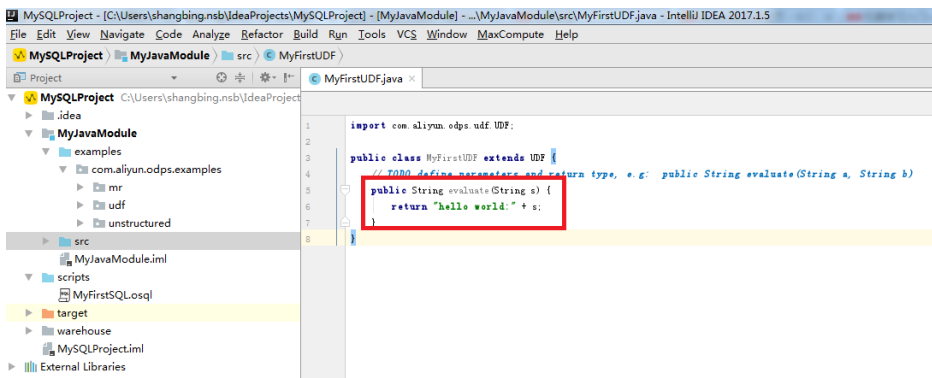 MySQLProject - [C:\Users\shangbing.nsb\IdeaProjects\MySQLProject] - [MyJavaModule] - ...\MyJavaModule\src\MyFirstUDF.java - IntelliJ IDEA 2017.1.5
File Edit View Navigate Code Analyze Refactor Build Run Tools VCS Window MaxCompute Help
MySQLProject MyJavaModule src MyFirstUDF
Project
MyFirstUDF.java
MySQLProject C:\Users\shangbing.nsb\IdeaProject
.idea
MyJavaModule
examples
com.aliyun.odps.examples
mr
udf
unstructured
src
MyJavaModule.iml
scripts
MyFirstSQL.osql
target
warehouse
MySQLProject.iml
External Libraries
1 import com.aliyun.odps.udf.UDF;
2
3 public class MyFirstUDF extends UDF {
4 // TODO define parameters and return type, e.g: public String evaluate(String a, String b)
5 public String evaluate(String s) {
6 return "hello world:" + s;
7 }
8 }